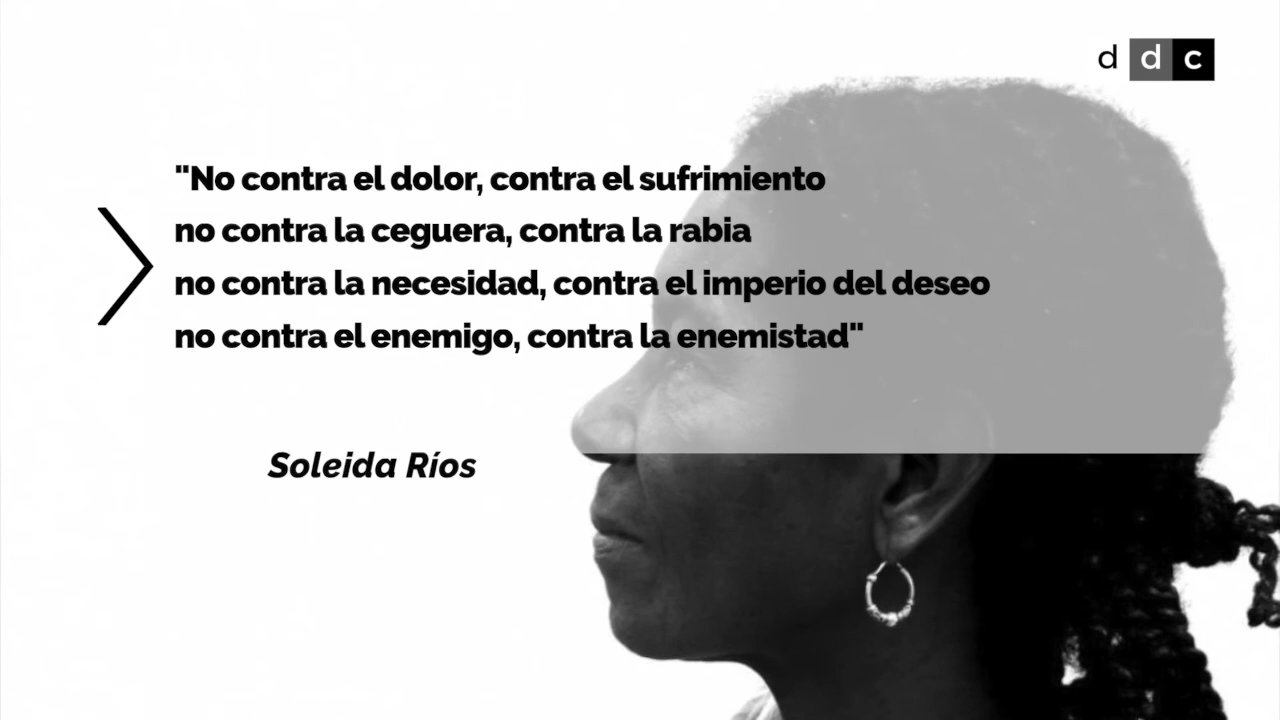 d d c
"No contra el dolor, contra el sufrimiento
no contra la ceguera, contra la rabia
no contra la necesidad, contra el imperio del deseo
no contra el enemigo, contra la enemistad"
Soleida Ríos